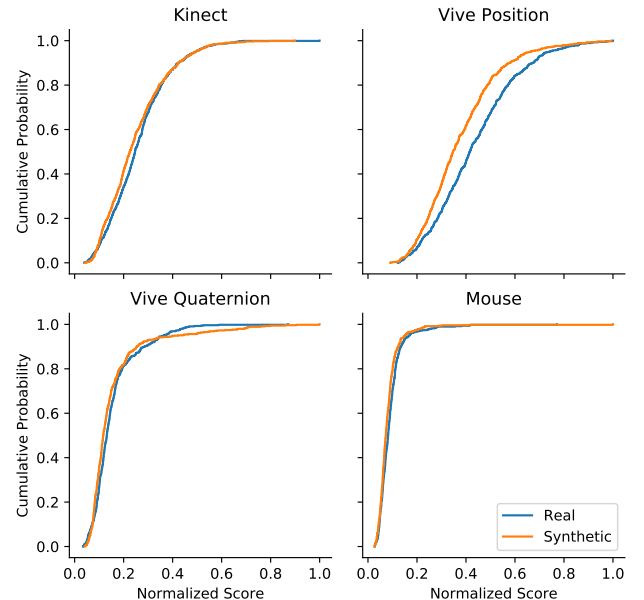 Kinect
Vive Position
Cumulative Probability
1.0
0.8
0.6
0.4
0.2
0.0
Vive Quaternion
Mouse
Cumulative Probability
1.0
0.8
0.6
0.4
0.2
0.0
Real
Synthetic
0.0 0.2 0.4 0.6 0.8 1.0
0.0 0.2 0.4 0.6 0.8 1.0
Normalized Score
Normalized Score